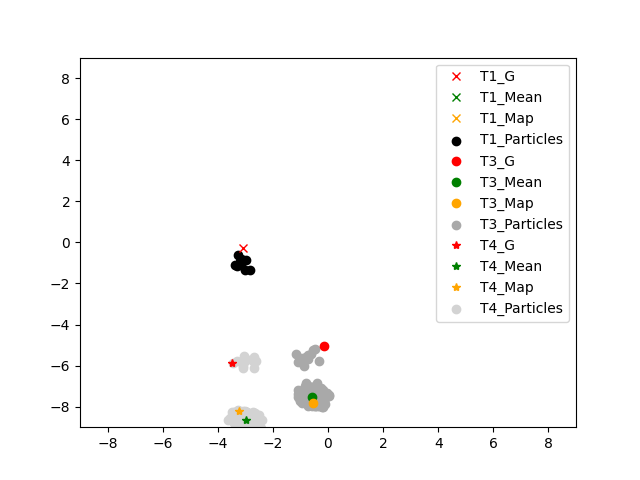 8
6
4
2
0
−2
−4
−6
−8
−8 −6 −4 −2 0 2 4 6 8
T1_G
T1_Mean
T1_Map
T1_Particles
T3_G
T3_Mean
T3_Map
T3_Particles
T4_G
T4_Mean
T4_Map
T4_Particles